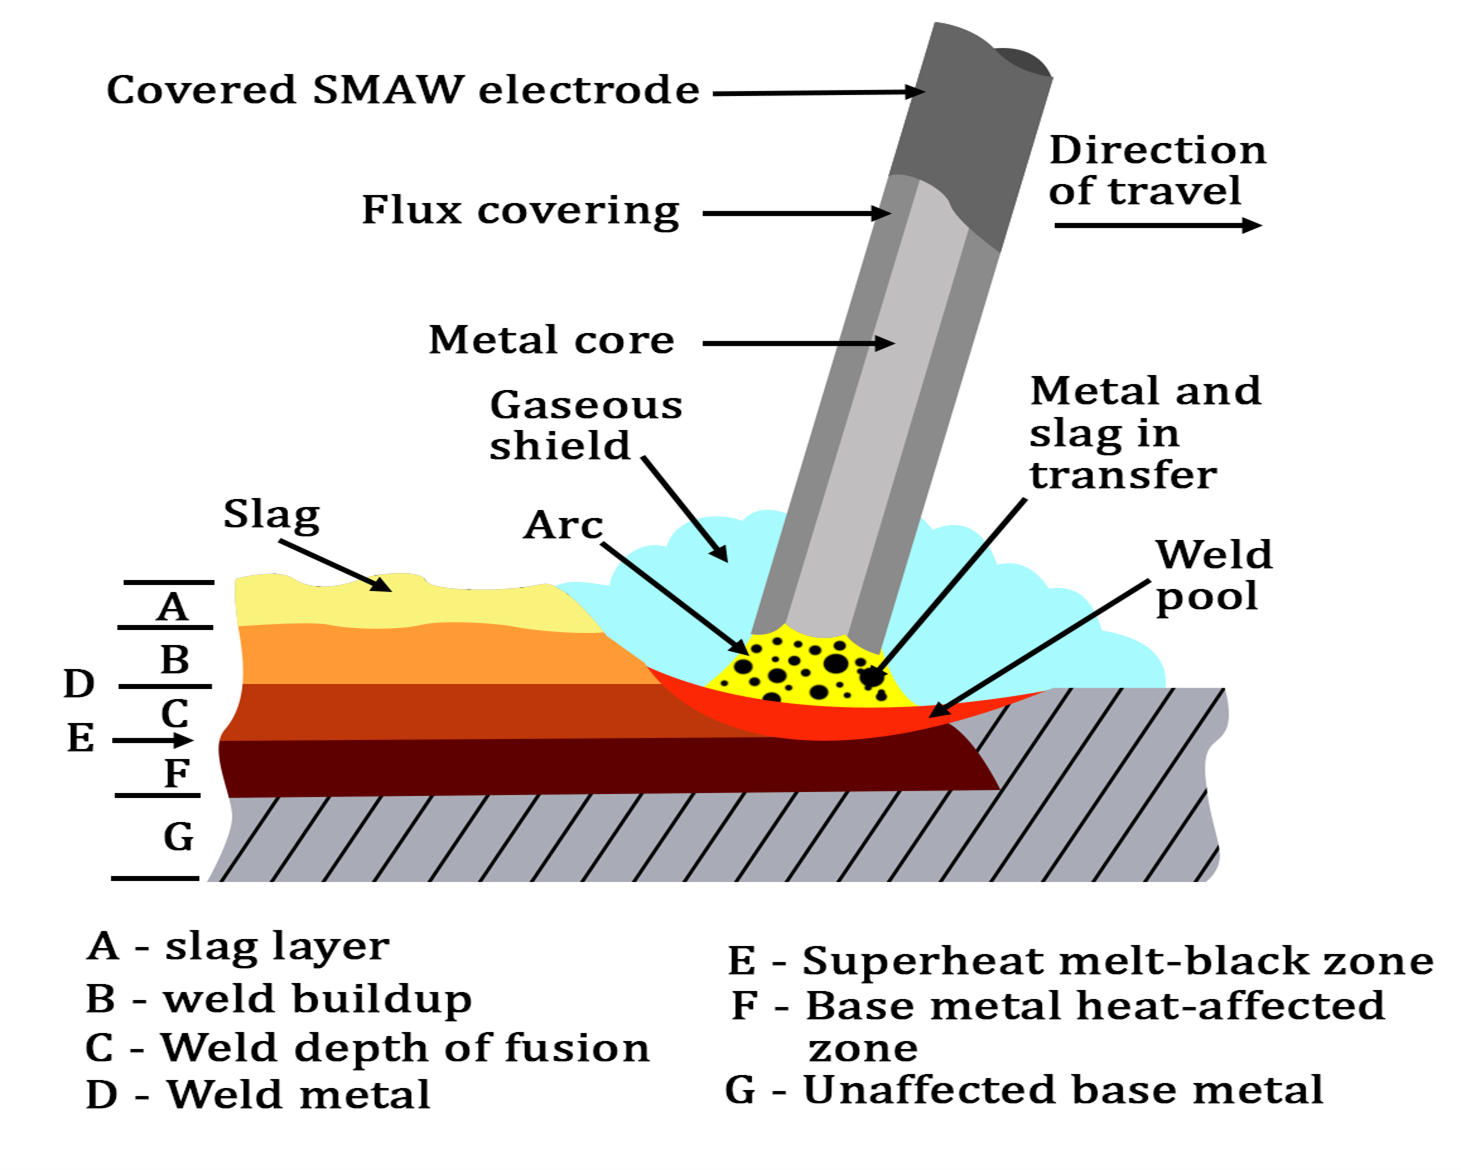 Covered SMAW electrode
Direction
of travel
Flux covering
Metal core
Gaseous
shield
Metal and
slag in
transfer
Slag
Arc
Weld
pool
A
B
D
C
E
F
G
A - slag layer
B - weld buildup
C - Weld depth of fusion
D - Weld metal
E - Superheat melt-black zone
F - Base metal heat-affected
zone
G - Unaffected base metal